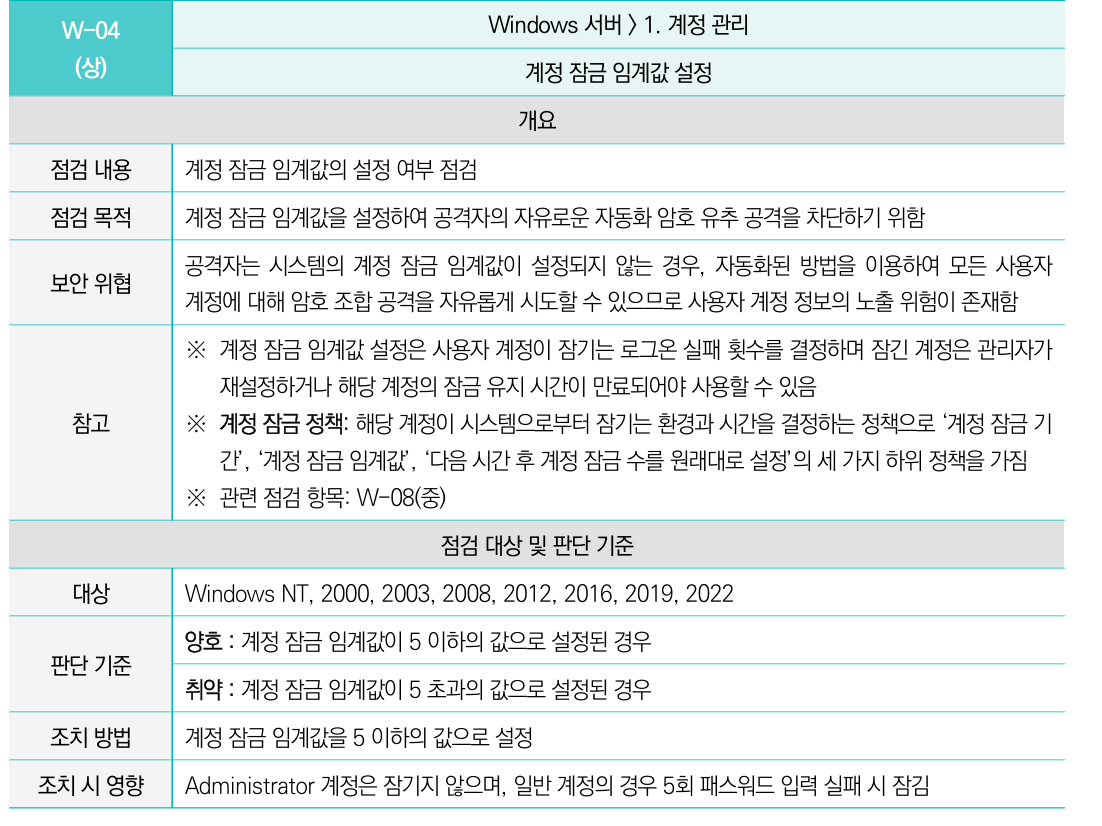 W-04
(상)
Windows 서버 > 1. 계정 관리
계정 잠금 임계값 설정
개요
점검 내용
계정 잠금 임계값의 설정 여부 점검
점검 목적
계정 잠금 임계값을 설정하여 공격자의 자유로운 자동화 암호 유추 공격을 차단하기 위함
보안 위협
공격자는 시스템의 계정 잠금 임계값이 설정되지 않는 경우, 자동화된 방법을 이용하여 모든 사용자
계정에 대해 암호 조합 공격을 자유롭게 시도할 수 있으므로 사용자 계정 정보의 노출 위험이 존재함
참고
※ 계정 잠금 임계값 설정은 사용자 계정이 잠기는 로그온 실패 횟수를 결정하며 잠긴 계정은 관리자가
재설정하거나 해당 계정의 잠금 유지 시간이 만료되어야 사용할 수 있음
※ 계정 잠금 정책: 해당 계정이 시스템으로부터 잠기는 환경과 시간을 결정하는 정책으로 ‘계정 잠금 기
간’, ‘계정 잠금 임계값’, ‘다음 시간 후 계정 잠금 수를 원래대로 설정’의 세 가지 하위 정책을 가짐
※ 관련 점검 항목: W-08(중)
점검 대상 및 판단 기준
대상
Windows NT, 2000, 2003, 2008, 2012, 2016, 2019, 2022
판단 기준
양호 : 계정 잠금 임계값이 5 이하의 값으로 설정된 경우
취약 : 계정 잠금 임계값이 5 초과의 값으로 설정된 경우
조치 방법
계정 잠금 임계값을 5 이하의 값으로 설정
조치 시 영향
Administrator 계정은 잠기지 않으며, 일반 계정의 경우 5회 패스워드 입력 실패 시 잠김